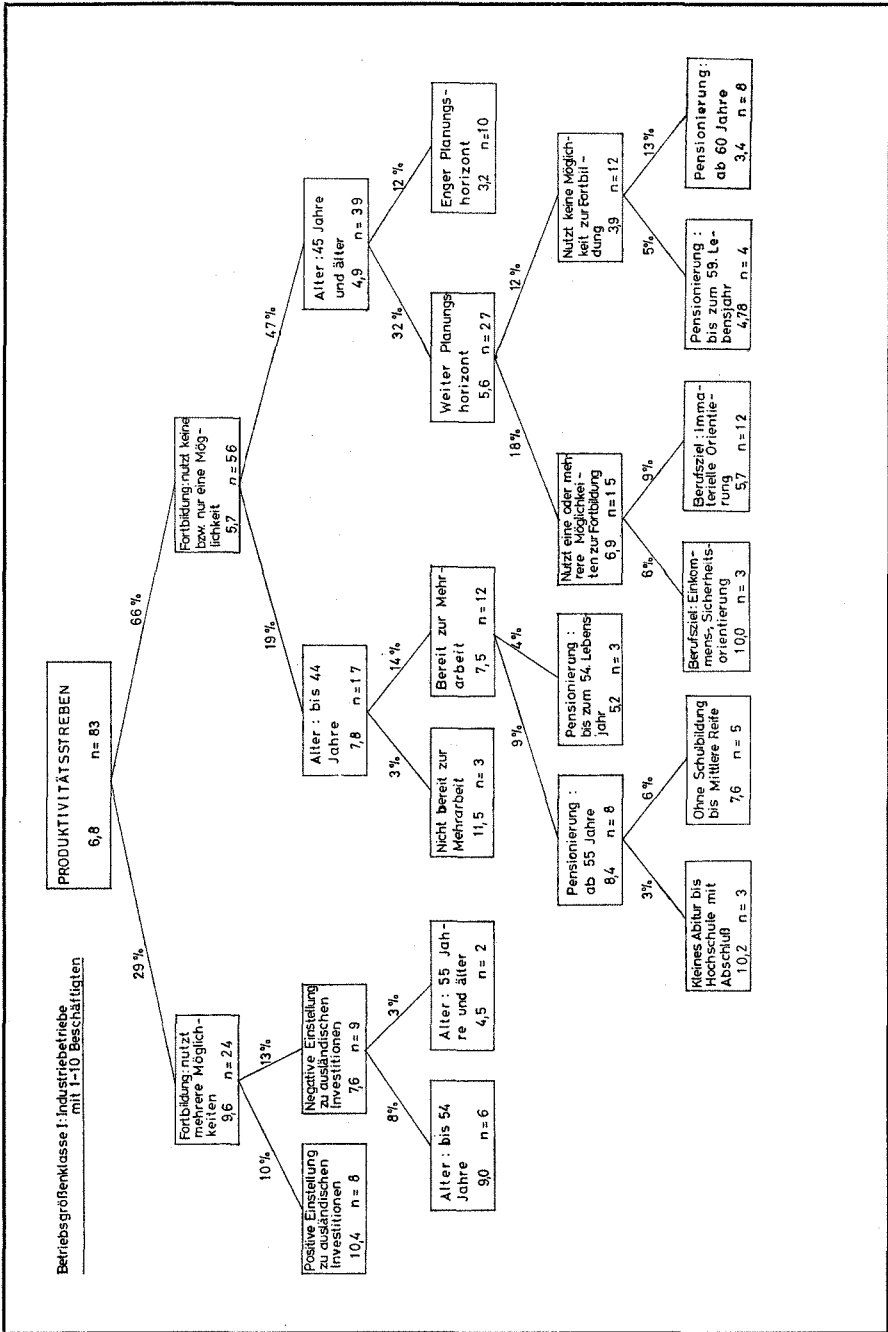 Betriebsgrößenklasse I: Industriebetriebe
mit 1-10 Beschäftigten
PRODUKTIVITÄTSSTREBEN
6,8 n= 83
29 %
66 %
Fortbildung: nutzt
mehrere Möglich-
keiten
9,6 n=24
Fortbildung: nutzt keine
bzw. nur eine Mög-
lichkeit
5,7 n=56
10%
13%
19%
47%
Positive Einstellung
zu ausländischen
Investitionen
10,4 n= 8
Negative Einstellung
zu ausländischen
Investitionen
7,6 n= 9
Alter : bis 44
Jahre
7,8 n=17
Alter : 45 Jahre
und älter
4,9 n= 39
8%
3%
3%
14%
32%
12%
Alter : bis 54
Jahre
9,0 n= 6
Alter : 55 Jah-
re und älter
4,5 n= 2
Nicht bereit zur
Mehrarbeit
11,5 n= 3
Bereit zur Mehr-
arbeit
7,5 n=12
Weiter Planungs-
horizont
5,6 n= 27
Enger Planungs-
horizont
3,2 n=10
9%
4%
18%
12%
Pensionierung :
ab 55 Jahre
8,4 n= 8
Pensionierung :
bis zum 54. Lebens-
jahr
5,2 n= 3
Nutzt eine oder meh
rere Möglichkei-
ten zur Fortbildung
6,9 n=15
Nutzt keine Möglich-
keit zur Fortbil-
dung
3,9 n=12
3%
6%
6%
9%
5%
13%
Kleines Abitur bis
Hochschule mit
Abschluß
10,2 n= 3
Ohne Schulbildung
bis Mittlere Reife
7,6 n= 5
Berufsziel: Einkom-
mens-, Sicherheits-
orientierung
10,0 n= 3
Berufsziel: Imma-
terielle Orientie-
rung
5,7 n=12
Pensionierung :
bis zum 59. Le-
bensjahr
4,78 n= 4
Pensionierung :
ab 60 Jahre
3,4 n= 8